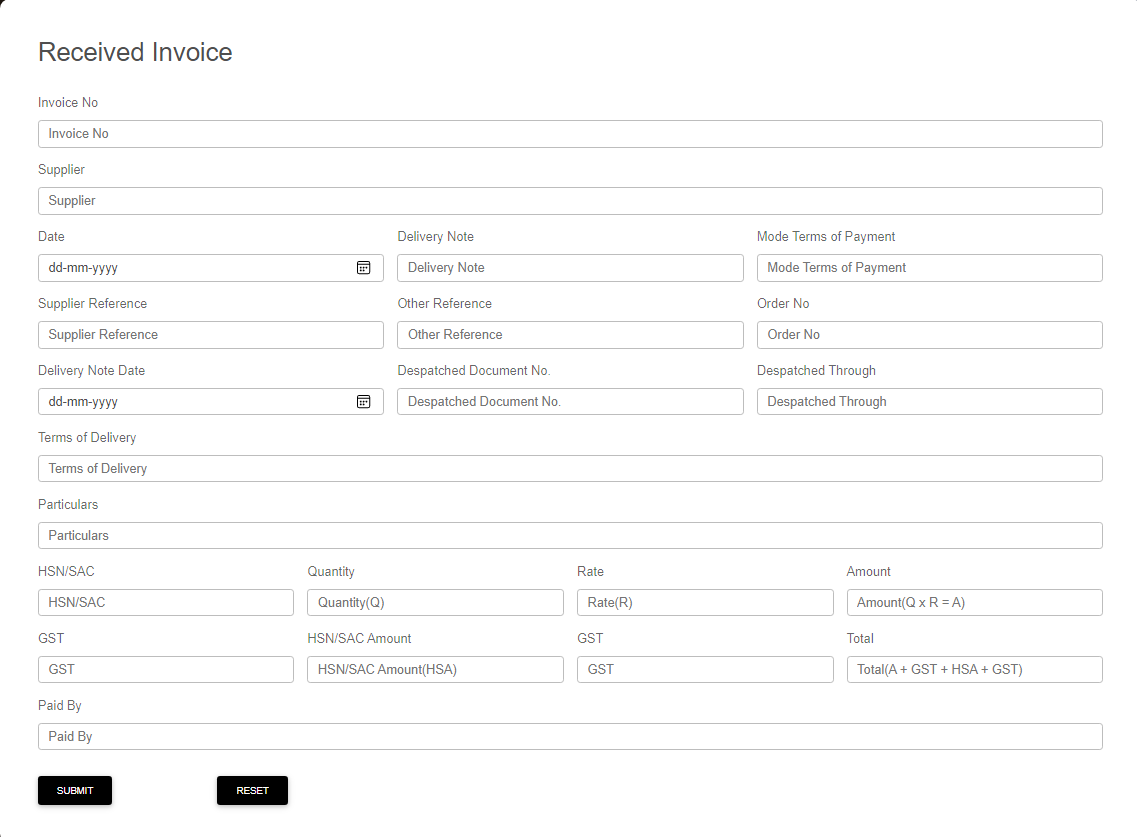 Received Invoice
Invoice No
Invoice No
Supplier
Supplier
Date Delivery Note Mode Terms of Payment
dd-mm-yyyy Delivery Note Mode Terms of Payment
Supplier Reference Other Reference Order No
Supplier Reference Other Reference Order No
Delivery Note Date Despatched Document No. Despatched Through
dd-mm-yyyy Despatched Document No. Despatched Through
Terms of Delivery
Terms of Delivery
Particulars
Particulars
HSN/SAC Quantity Rate Amount
HSN/SAC Quantity(Q) Rate(R) Amount(Q x R = A)
GST HSN/SAC Amount GST Total
GST HSN/SAC Amount(HSA) GST Total(A + GST + HSA + GST)
Paid By
Paid By
SUBMIT RESET